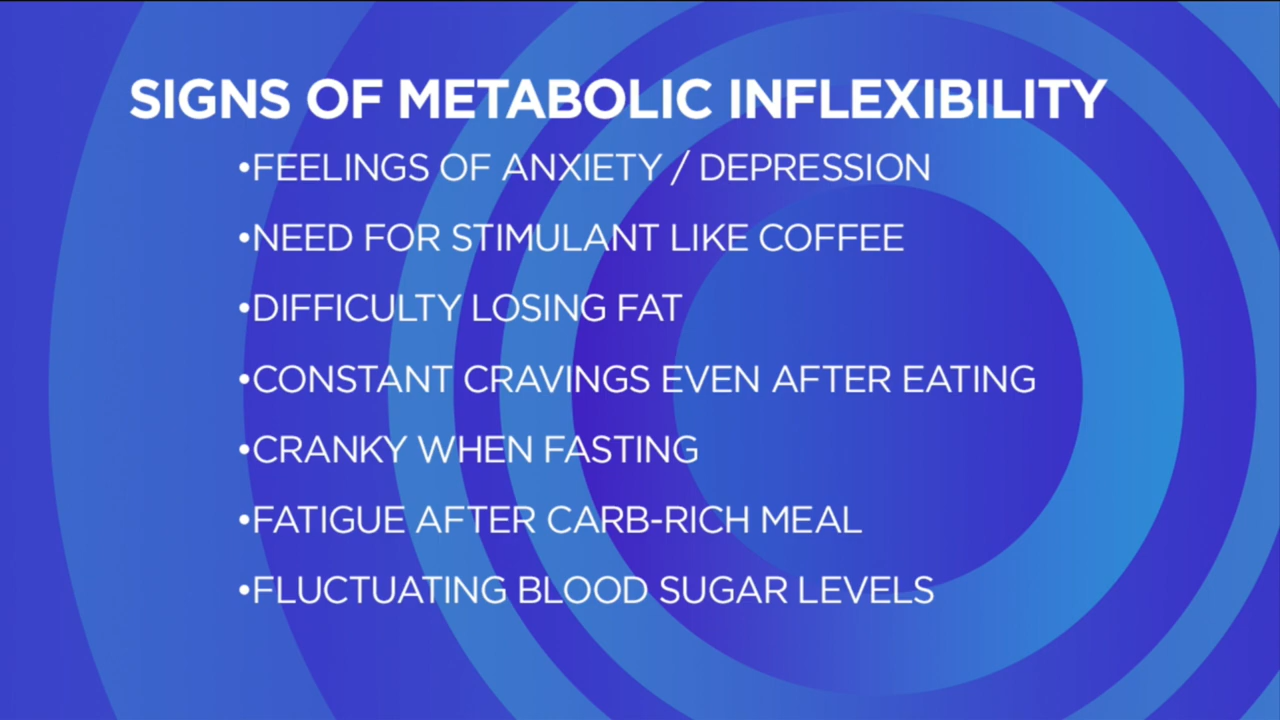 SIGNS OF METABOLIC INFLEXIBILITY
•FEELINGS OF ANXIETY / DEPRESSION
•NEED FOR STIMULANT LIKE COFFEE
•DIFFICULTY LOSING FAT
•CONSTANT CRAVINGS EVEN AFTER EATING
•CRANKY WHEN FASTING
•FATIGUE AFTER CARB-RICH MEAL
•FLUCTUATING BLOOD SUGAR LEVELS